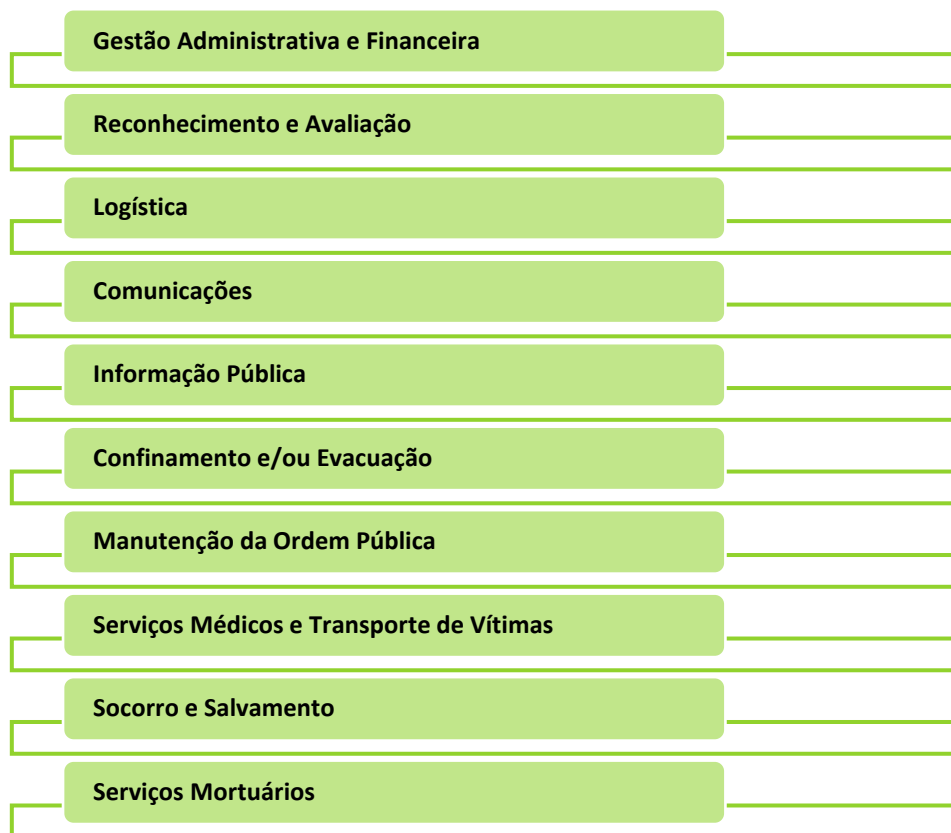 Gestão Administrativa e Financeira
Reconhecimento e Avaliação
Logística
Comunicações
Informação Pública
Confinamento e/ou Evacuação
Manutenção da Ordem Pública
Serviços Médicos e Transporte de Vítimas
Socorro e Salvamento
Serviços Mortuários